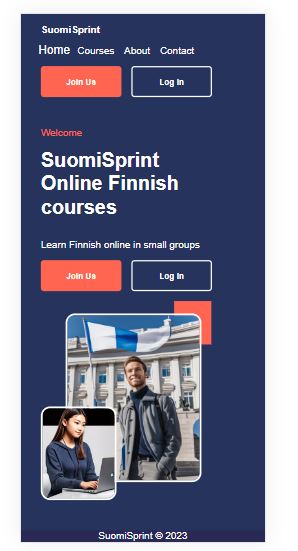 SuomiSprint
Home Courses About Contact
Join Us Log In
Welcome
SuomiSprint
Online Finnish
courses
Learn Finnish online in small groups
Join Us Log In
SuomiSprint © 2023